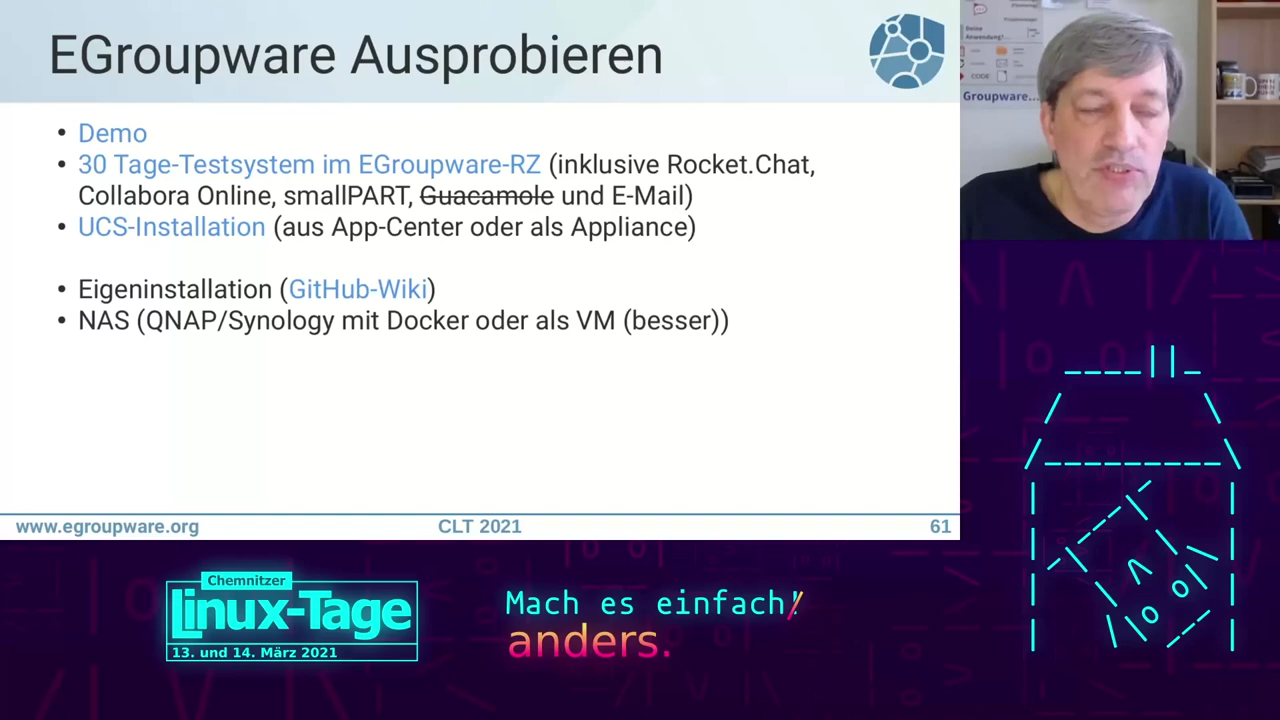 EGroupware Ausprobieren
• Demo
• 30 Tage-Testsystem im EGroupware-RZ (inklusive Rocket.Chat,
Collabora Online, smallPART, Guacamole und E-Mail)
• UCS-Installation (aus App-Center oder als Appliance)
• Eigeninstallation (GitHub-Wiki)
• NAS (QNAP/Synology mit Docker oder als VM (besser))
www.egroupware.org
CLT 2021
61
Groupware...
Chemnitzer
Linux-Tage
13. und 14. März 2021
Mach es einfach!
anders.